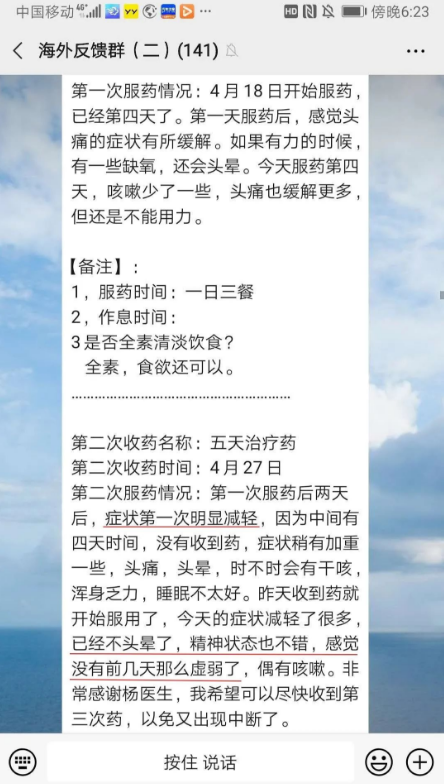 中国移动 4G HD 傍晚6:23
海外反馈群（二）(141)
第一次服药情况：4月18日开始服药，
已经第四天了。第一天服药后，感觉头
痛的症状有所缓解。如果有力的时候，
有一些缺氧，还会头晕。今天服药第四
天，咳嗽少了一些，头痛也缓解更多，
但还是不能用力。
【备注】：
1，服药时间：一日三餐
2，作息时间：
3是否全素清淡饮食？
全素，食欲还可以。
………………………………………
第二次收药名称：五天治疗药
第二次收药时间：4月27日
第二次服药情况：第一次服药后两天
后，症状第一次明显减轻，因为中间有
四天时间，没有收到药，症状稍有加重
一些，头痛，头晕，时不时会有干咳，
浑身乏力，睡眠不太好。昨天收到药就
开始服用了，今天的症状减轻了很多，
已经不头晕了，精神状态也不错，感觉
没有前几天那么虚弱了，偶有咳嗽。非
常感谢杨医生，我希望可以尽快收到第
三次药，以免又出现中断了。
按住 说话